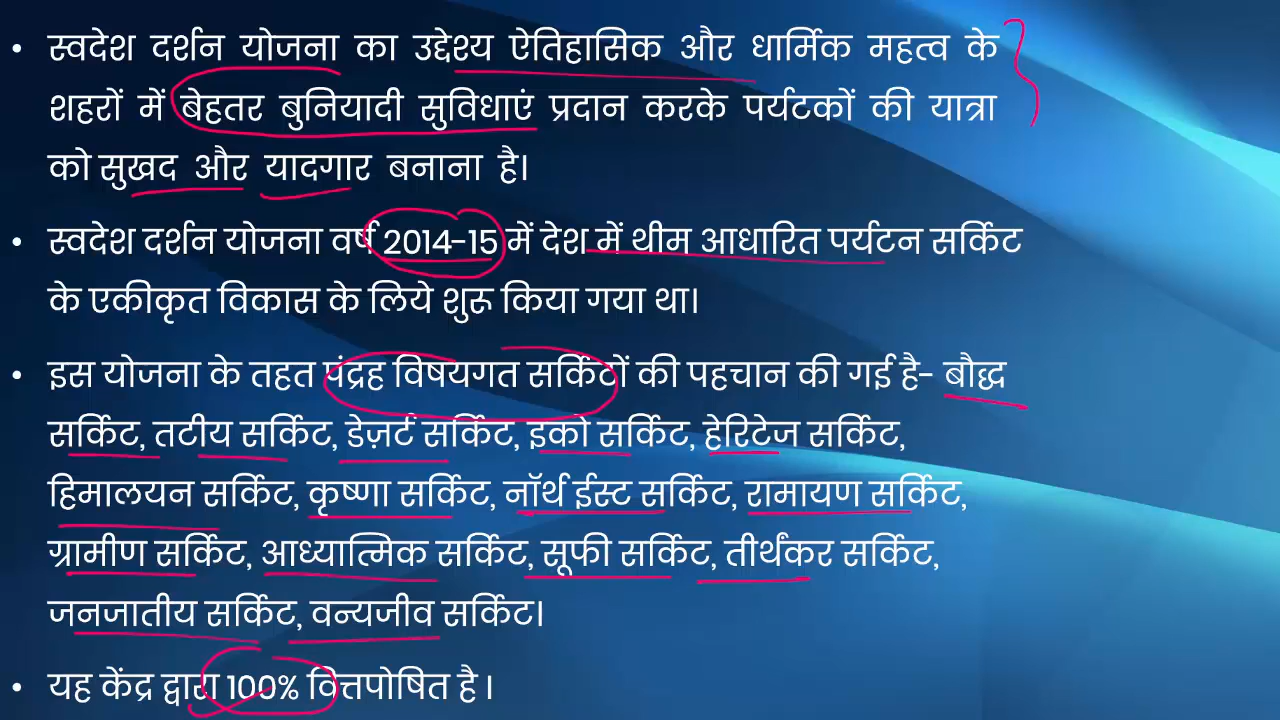 • स्वदेश दर्शन योजना का उद्देश्य ऐतिहासिक और धार्मिक महत्व के
शहरों में बेहतर बुनियादी सुविधाएं प्रदान करके पर्यटकों की यात्रा
को सुखद और यादगार बनाना है।
• स्वदेश दर्शन योजना वर्ष 2014-15 में देश में थीम आधारित पर्यटन सर्किट
के एकीकृत विकास के लिये शुरू किया गया था।
• इस योजना के तहत पंद्रह विषयगत सर्किटों की पहचान की गई है- बौद्ध
सर्किट, तटीय सर्किट, डेज़र्ट सर्किट, इको सर्किट, हेरिटेज सर्किट,
हिमालयन सर्किट, कृष्णा सर्किट, नॉर्थ ईस्ट सर्किट, रामायण सर्किट,
ग्रामीण सर्किट, आध्यात्मिक सर्किट, सूफी सर्किट, तीर्थंकर सर्किट,
जनजातीय सर्किट, वन्यजीव सर्किट।
• यह केंद्र द्वारा 100% वित्तपोषित है ।